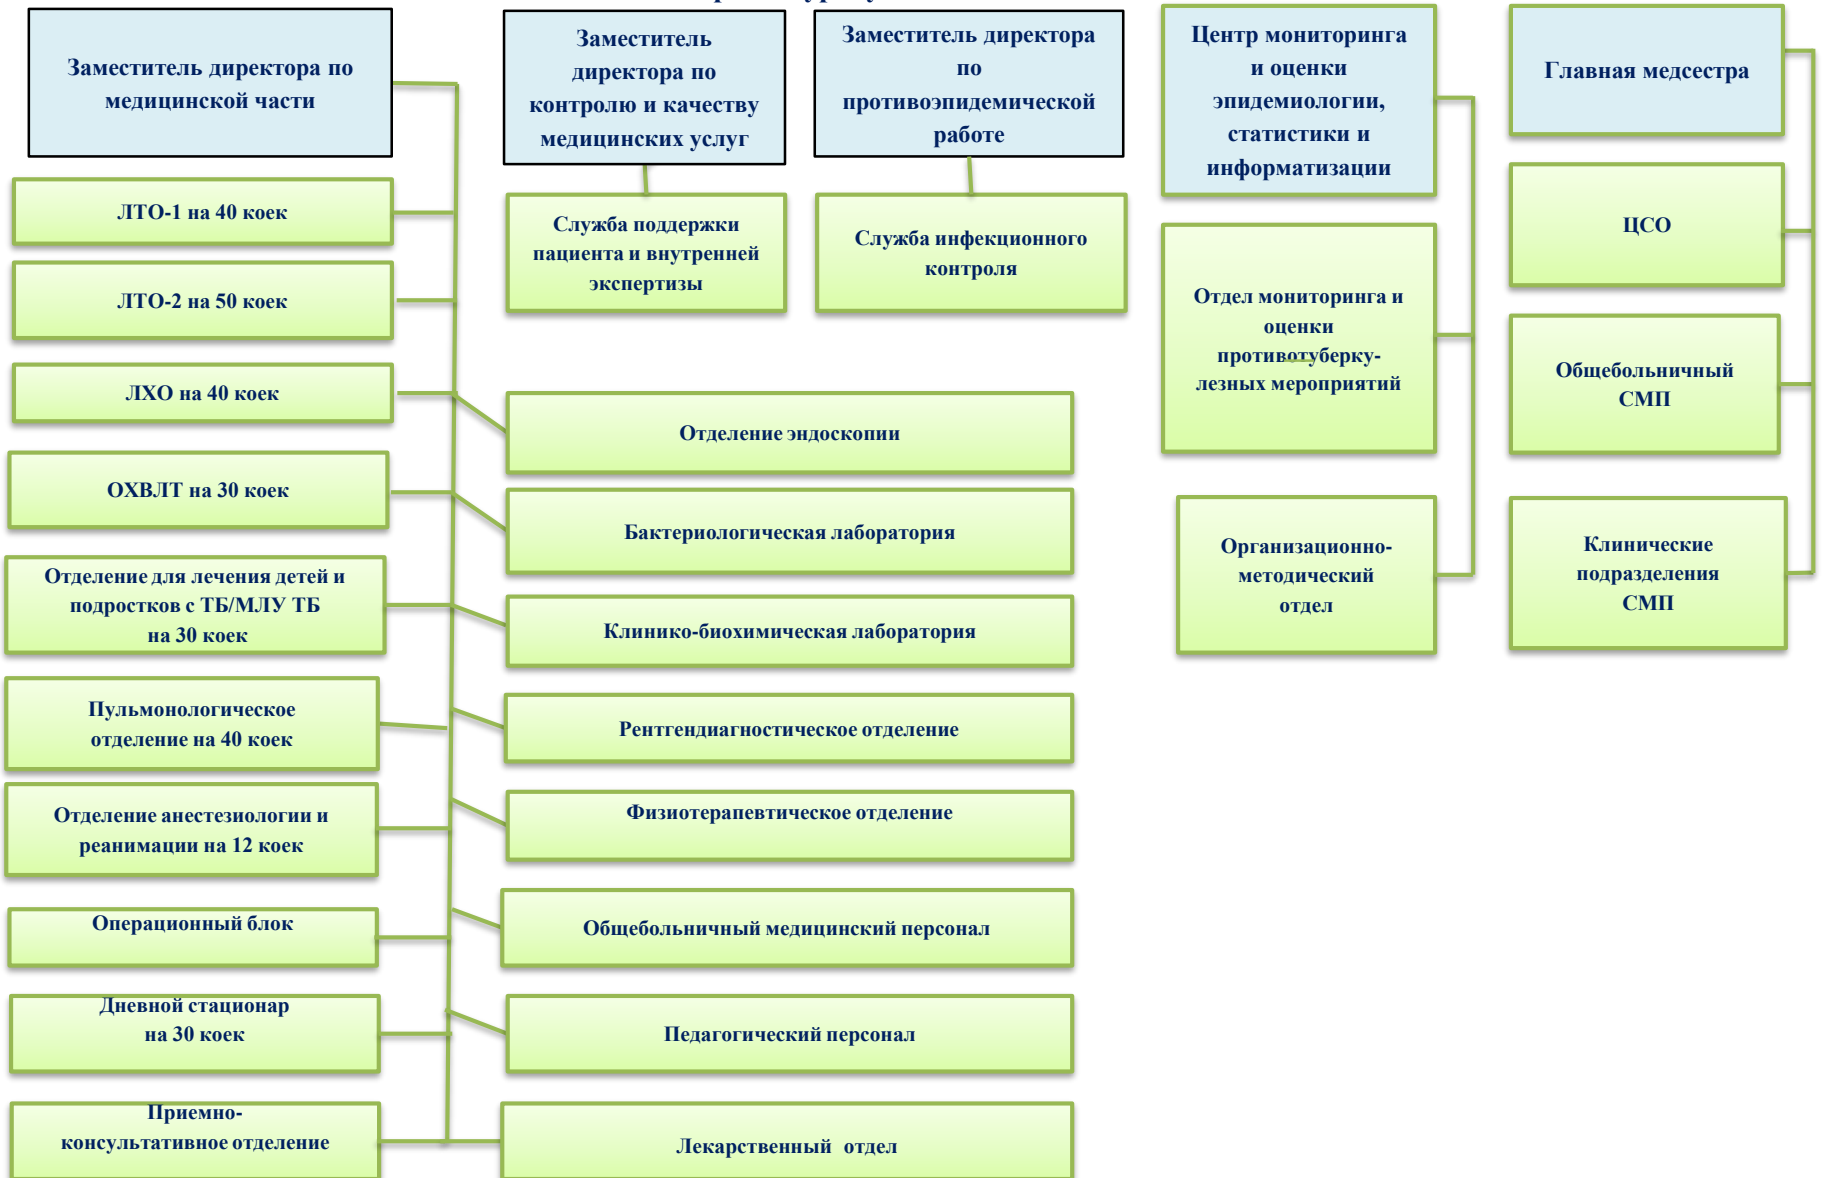 Заместитель директора по
медицинской части
ЛТО-1 на 40 коек
ЛТО-2 на 50 коек
ЛХО на 40 коек
ОХВЛТ на 30 коек
Отделение для лечения детей и
подростков с ТБ/МЛУ ТБ
на 30 коек
Пульмонологическое
отделение на 40 коек
Отделение анестезиологии и
реанимации на 12 коек
Операционный блок
Дневной стационар
на 30 коек
Приемно-
консультативное отделение
Заместитель
директора по
контролю и качеству
медицинских услуг
Служба поддержки
пациента и внутренней
экспертизы
Заместитель директора
по
противоэпидемической
работе
Служба инфекционного
контроля
Отделение эндоскопии
Бактериологическая лаборатория
Клинико-биохимическая лаборатория
Рентгендиагностическое отделение
Физиотерапевтическое отделение
Общебольничный медицинский персонал
Педагогический персонал
Лекарственный отдел
Центр мониторинга
и оценки
эпидемиологии,
статистики и
информатизации
Отдел мониторинга и
оценки
противотуберку-
лезных мероприятий
Организационно-
методический
отдел
Главная медсестра
ЦСО
Общебольничный
СМП
Клинические
подразделения
СМП